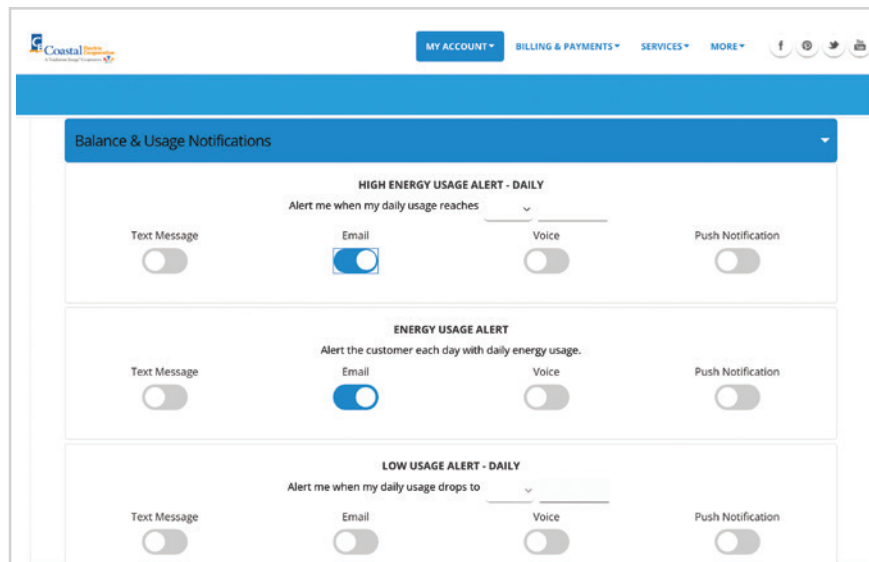 Coastal Electric Cooperative
MY ACCOUNT BILLING & PAYMENTS SERVICES MORE
Balance & Usage Notifications
HIGH ENERGY USAGE ALERT - DAILY
Alert me when my daily usage reaches
Text Message Email Voice Push Notification
ENERGY USAGE ALERT
Alert the customer each day with daily energy usage.
Text Message Email Voice Push Notification
LOW USAGE ALERT - DAILY
Alert me when my daily usage drops to
Text Message Email Voice Push Notification